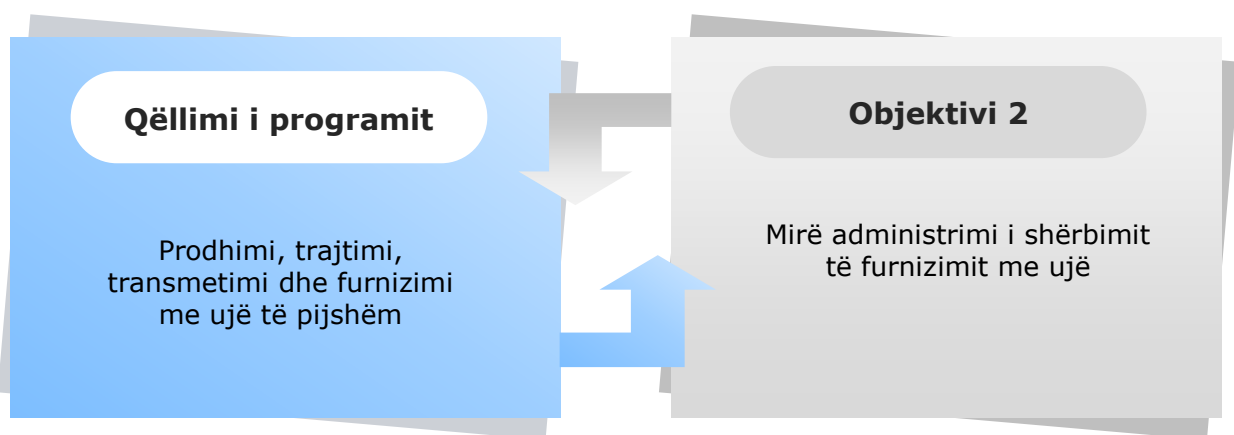 Qëllimi i programit
Prodhimi, trajtimi,
transmetimi dhe furnizimi
me ujë të pijshëm
Objektivi 2
Mirë administrimi i shërbimit
të furnizimit me ujë